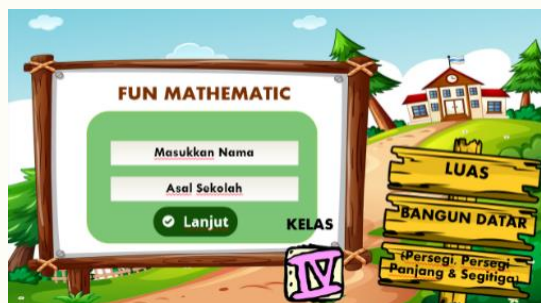 FUN MATHEMATIC
Masukkan Nama
Asal Sekolah
Lanjut
KELAS
IV
LUAS
BANGUN DATAR
(Persegi, Persegi
Panjang & Segitiga)